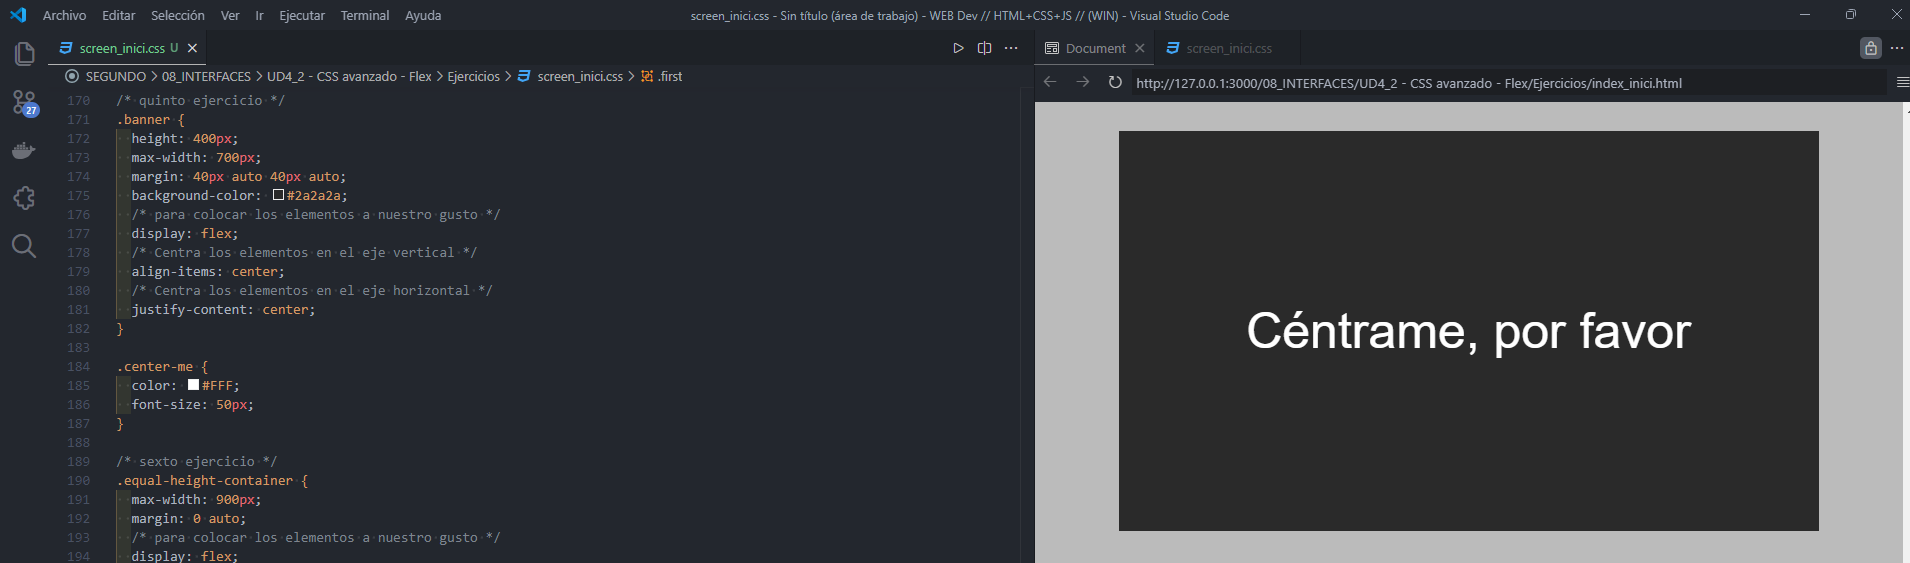 Archivo Editar Selección Ver Ir Ejecutar Terminal Ayuda
screen_inici.css - Sin título (área de trabajo) - WEB Dev // HTML+CSS+JS // (WIN) - Visual Studio Code
screen_inici.css U
Document
screen_inici.css
SEGUNDO > 08_INTERFACES > UD4_2 - CSS avanzado - Flex > Ejercicios > screen_inici.css > .first
http://127.0.0.1:3000/08_INTERFACES/UD4_2 - CSS avanzado - Flex/Ejercicios/index_inici.html
27
170 /* quinto ejercicio */
171 .banner {
172 height: 400px;
173 max-width: 700px;
174 margin: 40px auto 40px auto;
175 background-color: #2a2a2a;
176 /* para colocar los elementos a nuestro gusto */
177 display: flex;
178 /* Centra los elementos en el eje vertical */
179 align-items: center;
180 /* Centra los elementos en el eje horizontal */
181 justify-content: center;
182 }
183
184 .center-me {
185 color: #FFF;
186 font-size: 50px;
187 }
188
189 /* sexto ejercicio */
190 .equal-height-container {
191 max-width: 900px;
192 margin: 0 auto;
193 /* para colocar los elementos a nuestro gusto */
194 display: flex;
Céntrame, por favor